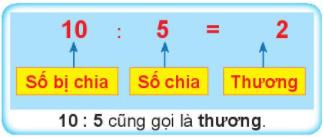 10 : 5 = 2
Số bị chia Số chia Thương
10 : 5 cũng gọi là thương.